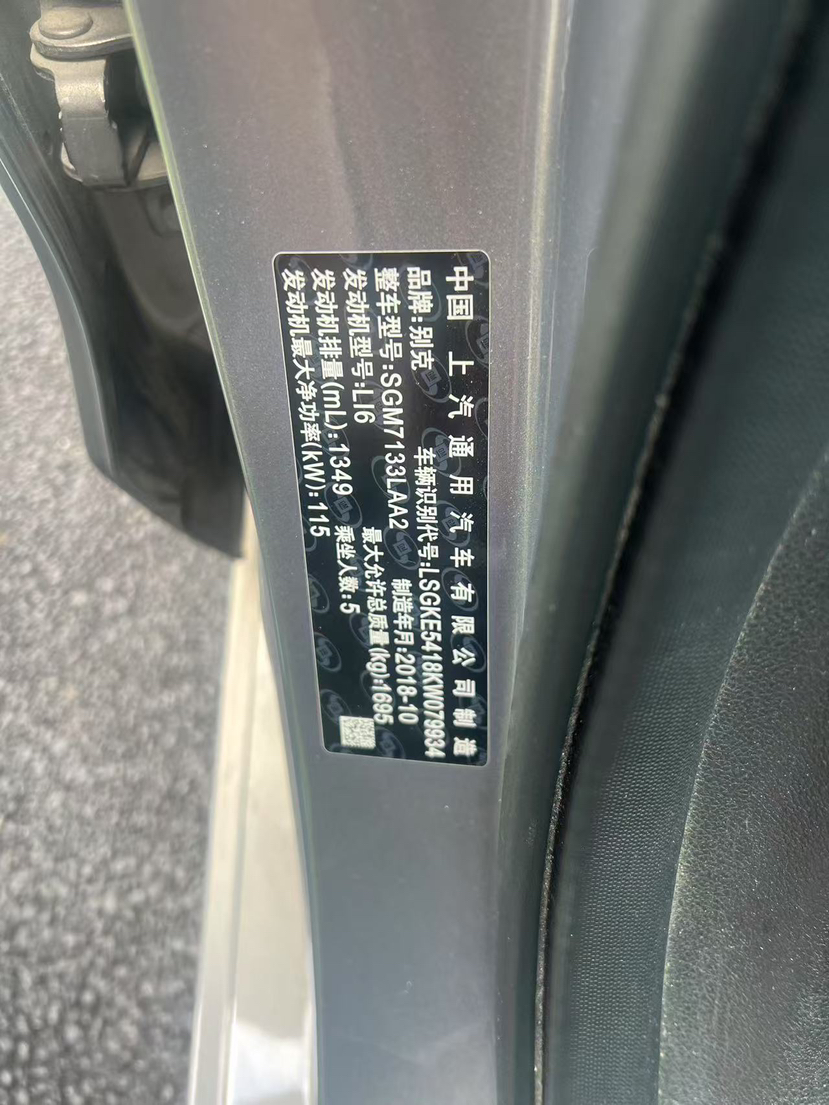 中国 上汽通用汽车有限公司制造
品牌:别克 车辆识别代号:LSGKE5418KW079934
整车型号:SGM7133LAA2 制造年月:2018-10
发动机型号:LI6 最大允许总质量(kg):1695
发动机排量(mL):1349 乘坐人数:5
发动机最大净功率(kW):115